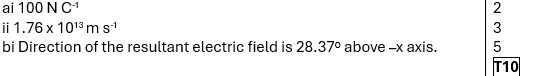 ai 100 N C⁻¹ 2
ii 1.76 x 10¹³ m s⁻¹ 3
bi Direction of the resultant electric field is 28.37º above –x axis. 5
T10